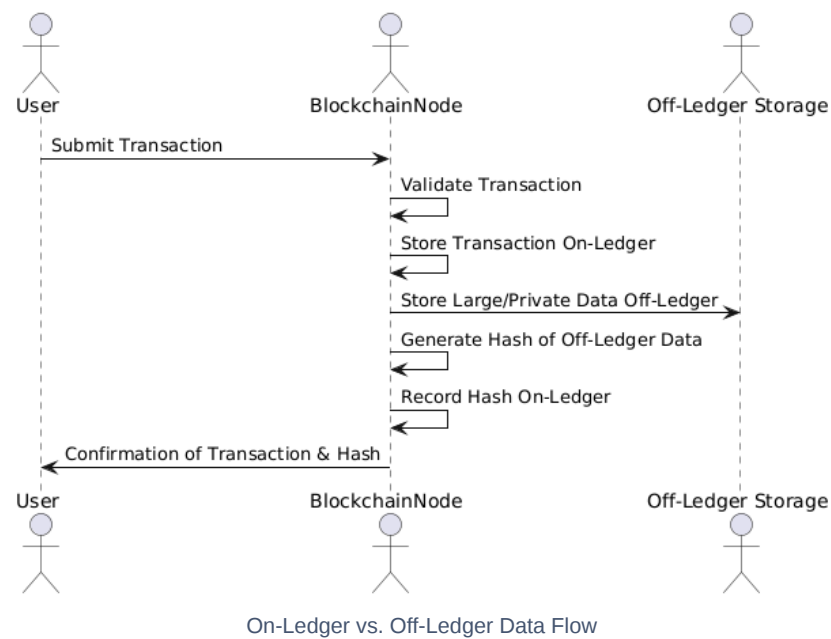 User BlockchainNode Off-Ledger Storage
Submit Transaction
Validate Transaction
Store Transaction On-Ledger
Store Large/Private Data Off-Ledger
Generate Hash of Off-Ledger Data
Record Hash On-Ledger
Confirmation of Transaction & Hash
User BlockchainNode Off-Ledger Storage
On-Ledger vs. Off-Ledger Data Flow